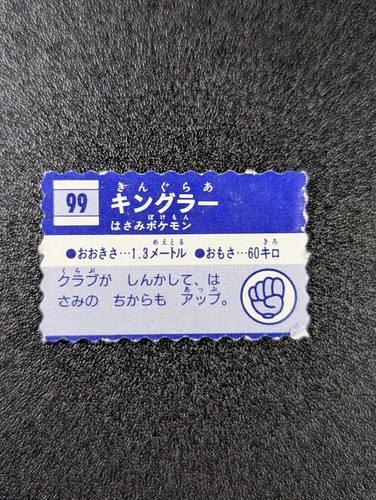 99
きんぐらあ
キングラー
ぽけもん
はさみポケモン
めえとる きろ
●おおきさ…1.3メートル ●おもさ…60キロ
くらぶ
クラブが しんかして、は
あっぷ
さみの ちからも アップ。